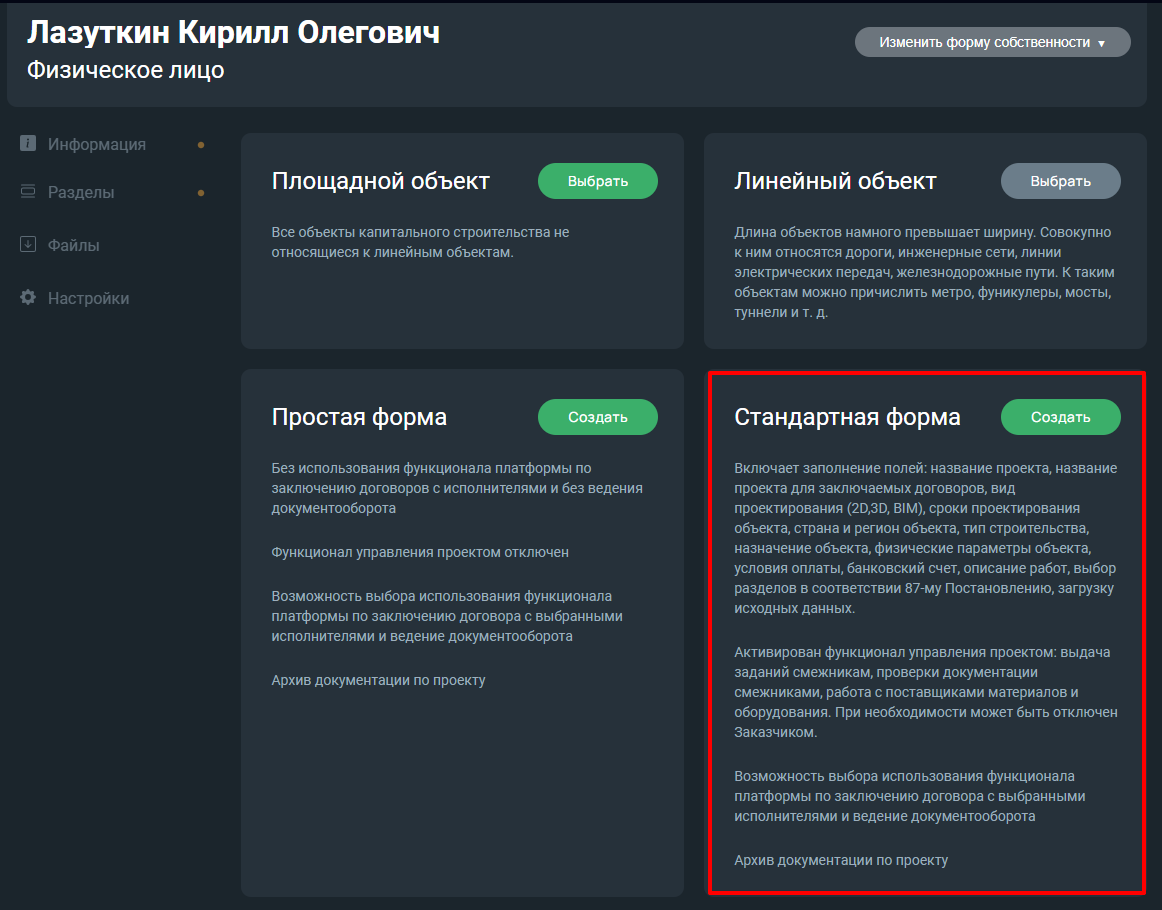 Лазуткин Кирилл Олегович
Физическое лицо
Изменить форму собственности ▼
Информация
Разделы
Файлы
Настройки
Площадной объект
Выбрать
Все объекты капитального строительства не
относящиеся к линейным объектам.
Линейный объект
Выбрать
Длина объектов намного превышает ширину. Совокупно
к ним относятся дороги, инженерные сети, линии
электрических передач, железнодорожные пути. К таким
объектам можно причислить метро, фуникулеры, мосты,
туннели и т. д.
Простая форма
Создать
Без использования функционала платформы по
заключению договоров с исполнителями и без ведения
документооборота
Функционал управления проектом отключен
Возможность выбора использования функционала
платформы по заключению договора с выбранными
исполнителями и ведение документооборота
Архив документации по проекту
Стандартная форма
Создать
Включает заполнение полей: название проекта, название
проекта для заключаемых договоров, вид
проектирования (2D,3D, BIM), сроки проектирования
объекта, страна и регион объекта, тип строительства,
назначение объекта, физические параметры объекта,
условия оплаты, банковский счет, описание работ, выбор
разделов в соответствии 87-му Постановлению, загрузку
исходных данных.
Активирован функционал управления проектом: выдача
заданий смежникам, проверки документации
смежниками, работа с поставщиками материалов и
оборудования. При необходимости может быть отключен
Заказчиком.
Возможность выбора использования функционала
платформы по заключению договора с выбранными
исполнителями и ведение документооборота
Архив документации по проекту